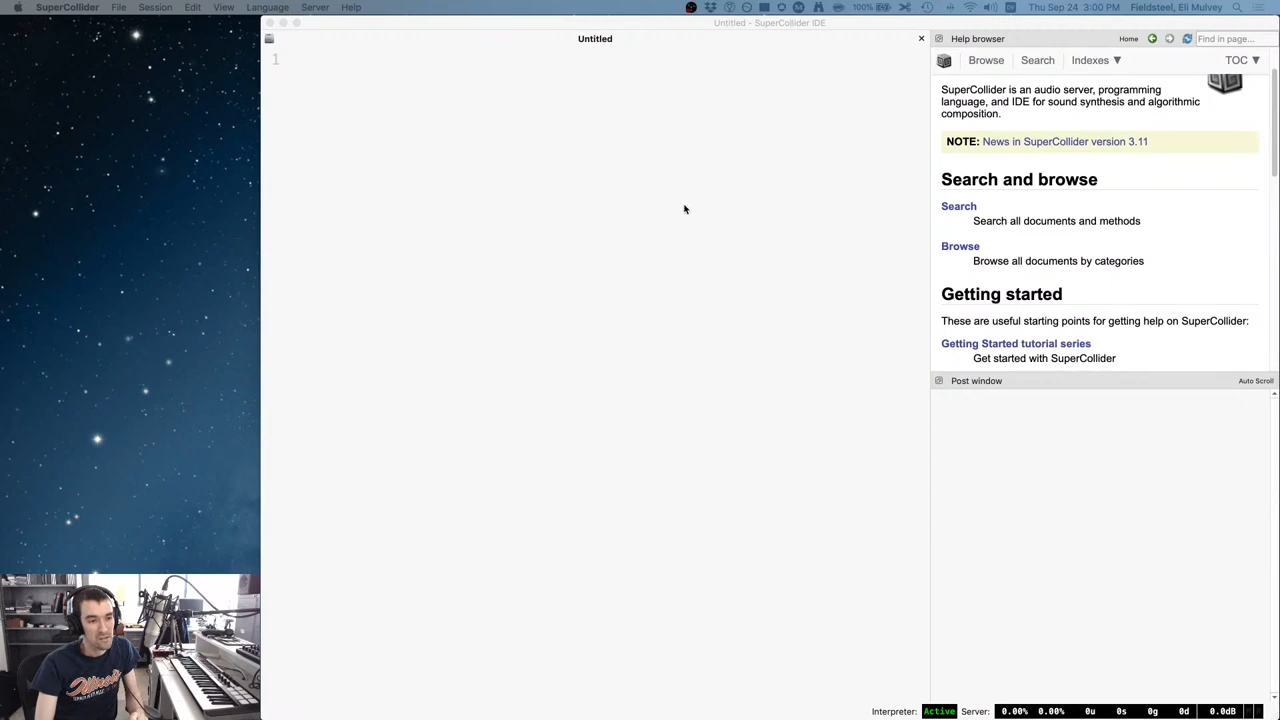 SuperCollider File Session Edit View Language Server Help 100% Thu Sep 24 3:00 PM Fieldsteel, Eli Mulvey
Untitled - SuperCollider IDE
Untitled
Help browser Home Find in page...
1
Browse Search Indexes ▼ TOC ▼
SuperCollider is an audio server, programming
language, and IDE for sound synthesis and algorithmic
composition.
NOTE: News in SuperCollider version 3.11
Search and browse
Search
Search all documents and methods
Browse
Browse all documents by categories
Getting started
These are useful starting points for getting help on SuperCollider:
Getting Started tutorial series
Get started with SuperCollider
Post window Auto Scroll
Illinois
Interpreter: Active Server: 0.00% 0.00% 0u 0s 0g 0d 0.0dB